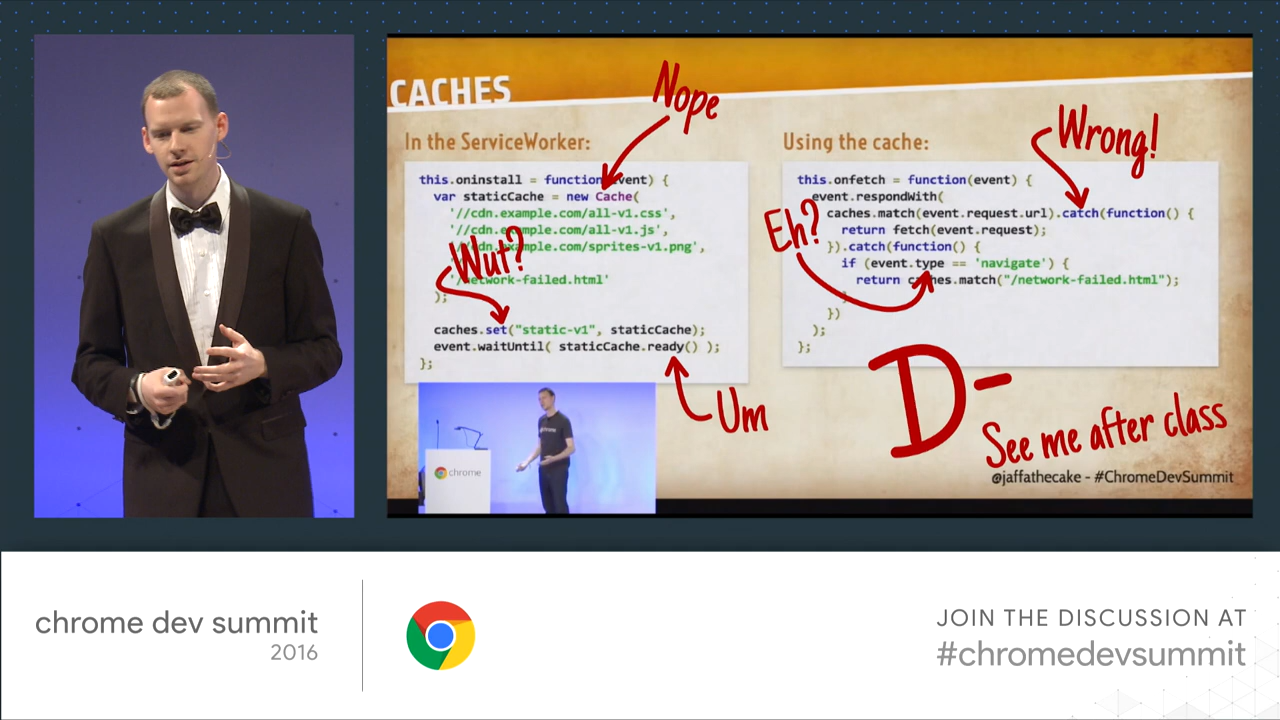 CACHES
Nope
In the ServiceWorker:
this.oninstall = function(event) {
var staticCache = new Cache(
'//cdn.example.com/all-v1.css',
'//cdn.example.com/all-v1.js',
'//cdn.example.com/sprites-v1.png',
Wut?
'/network-failed.html'
);
caches.set("static-v1", staticCache);
event.waitUntil( staticCache.ready() );
};
Um
chrome
Wrong!
Using the cache:
this.onfetch = function(event) {
event.respondWith(
caches.match(event.request.url).catch(function() {
Eh?
return fetch(event.request);
}).catch(function() {
if (event.type == 'navigate') {
return caches.match("/network-failed.html");
}
})
);
};
D-
See me after class
@jaffathecake - #ChromeDevSummit
chrome dev summit
2016
JOIN THE DISCUSSION AT
#chromedevsummit